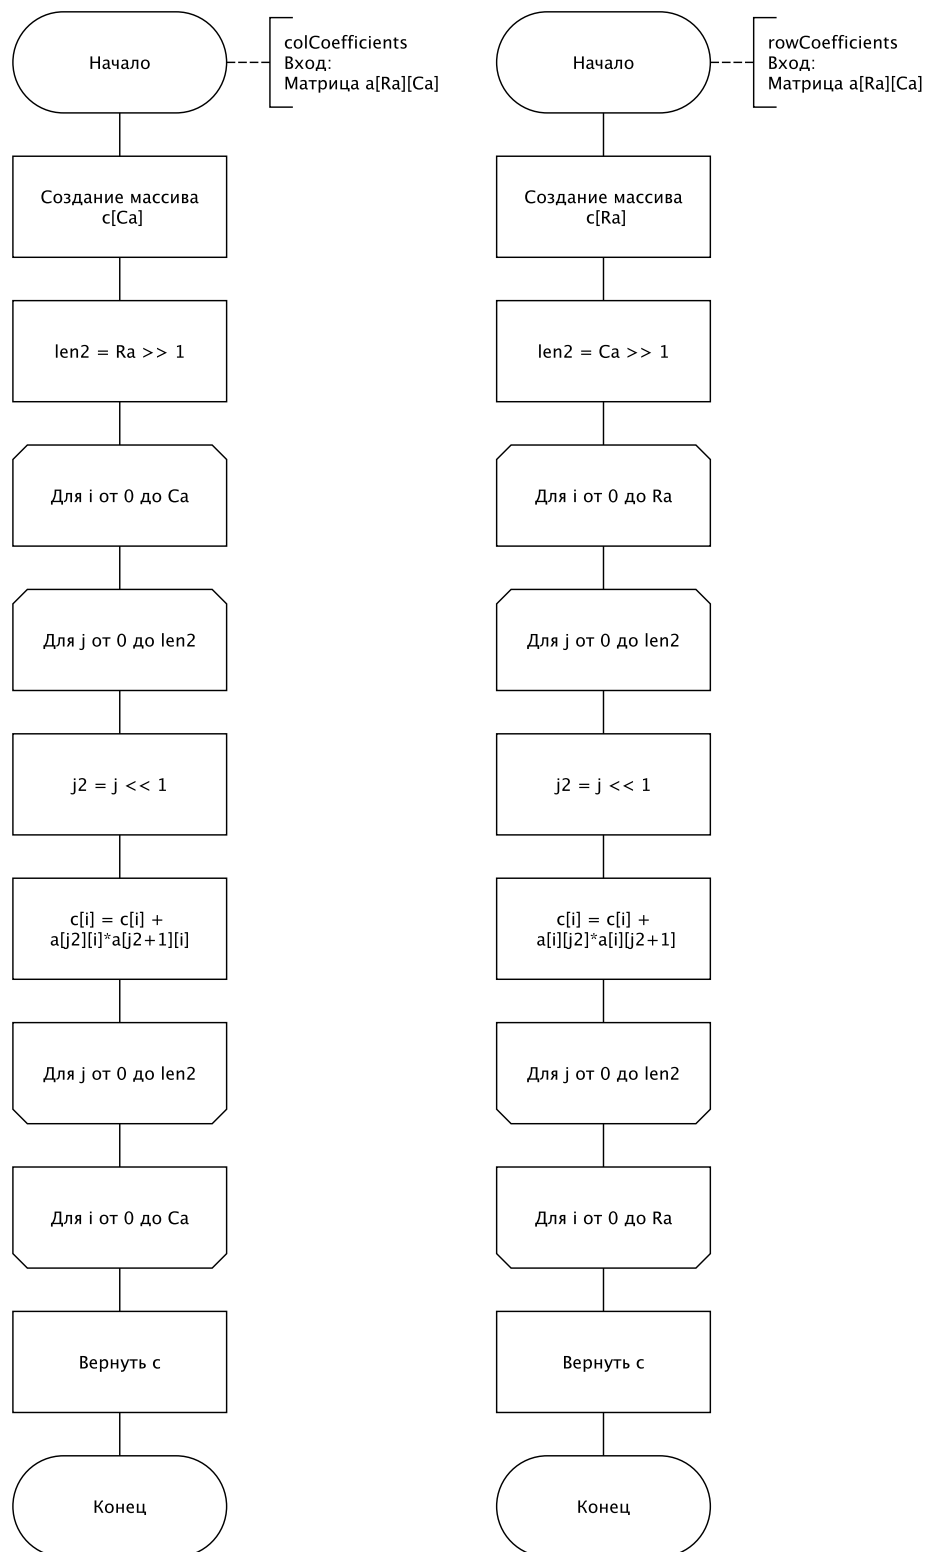 Начало
colCoefficients
Вход:
Матрица a[Ra][Ca]
Создание массива
c[Ca]
len2 = Ra >> 1
Для i от 0 до Ca
Для j от 0 до len2
j2 = j << 1
c[i] = c[i] +
a[j2][i]*a[j2+1][i]
Для j от 0 до len2
Для i от 0 до Ca
Вернуть c
Конец
Начало
rowCoefficients
Вход:
Матрица a[Ra][Ca]
Создание массива
c[Ra]
len2 = Ca >> 1
Для i от 0 до Ra
Для j от 0 до len2
j2 = j << 1
c[i] = c[i] +
a[i][j2]*a[i][j2+1]
Для j от 0 до len2
Для i от 0 до Ra
Вернуть c
Конец